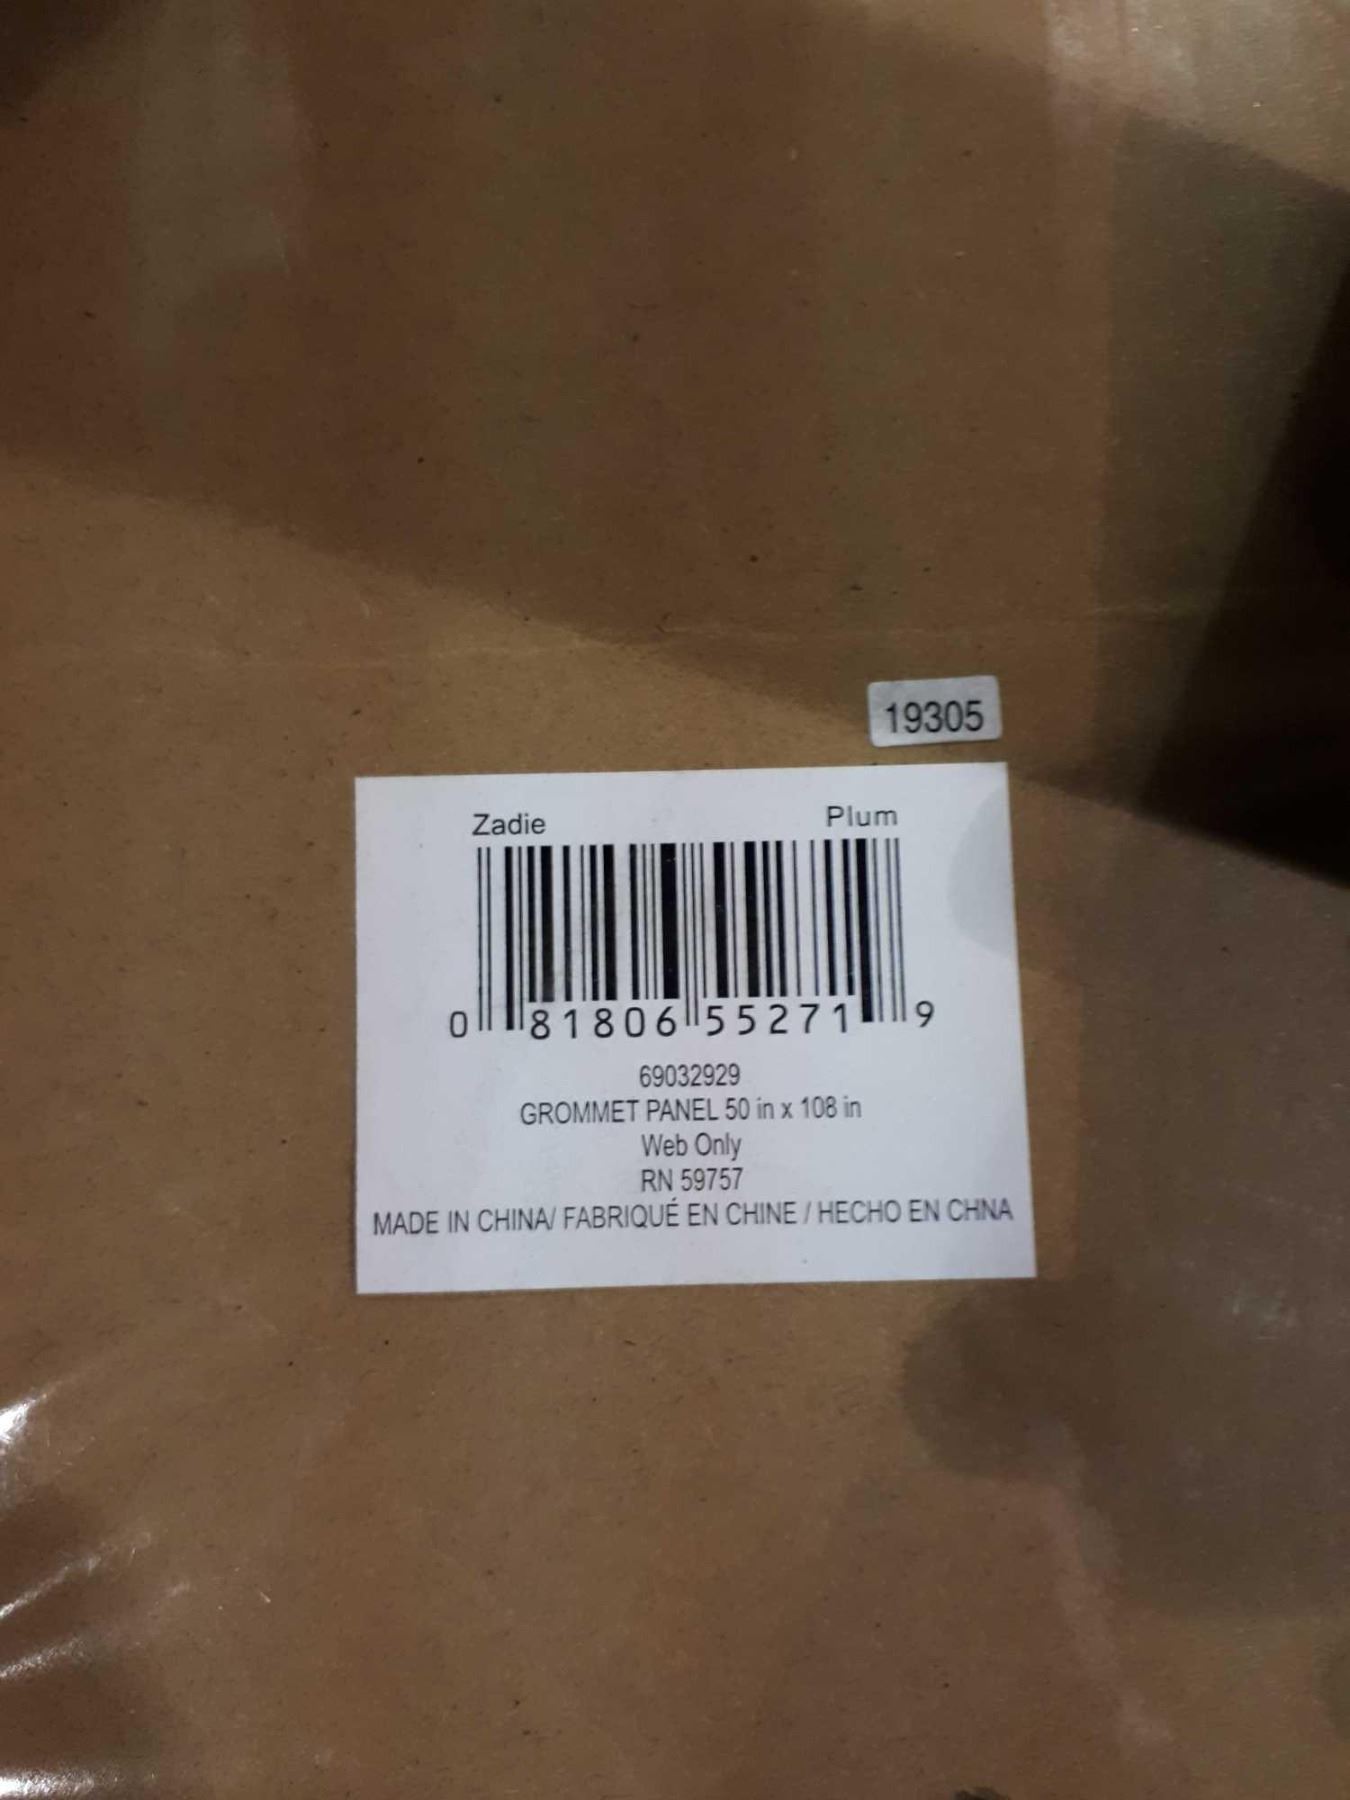 19305
Zadie Plum
0 81806 55271 9
69032929
GROMMET PANEL 50 in x 108 in
Web Only
RN 59757
MADE IN CHINA/ FABRIQUÉ EN CHINE / HECHO EN CHNA